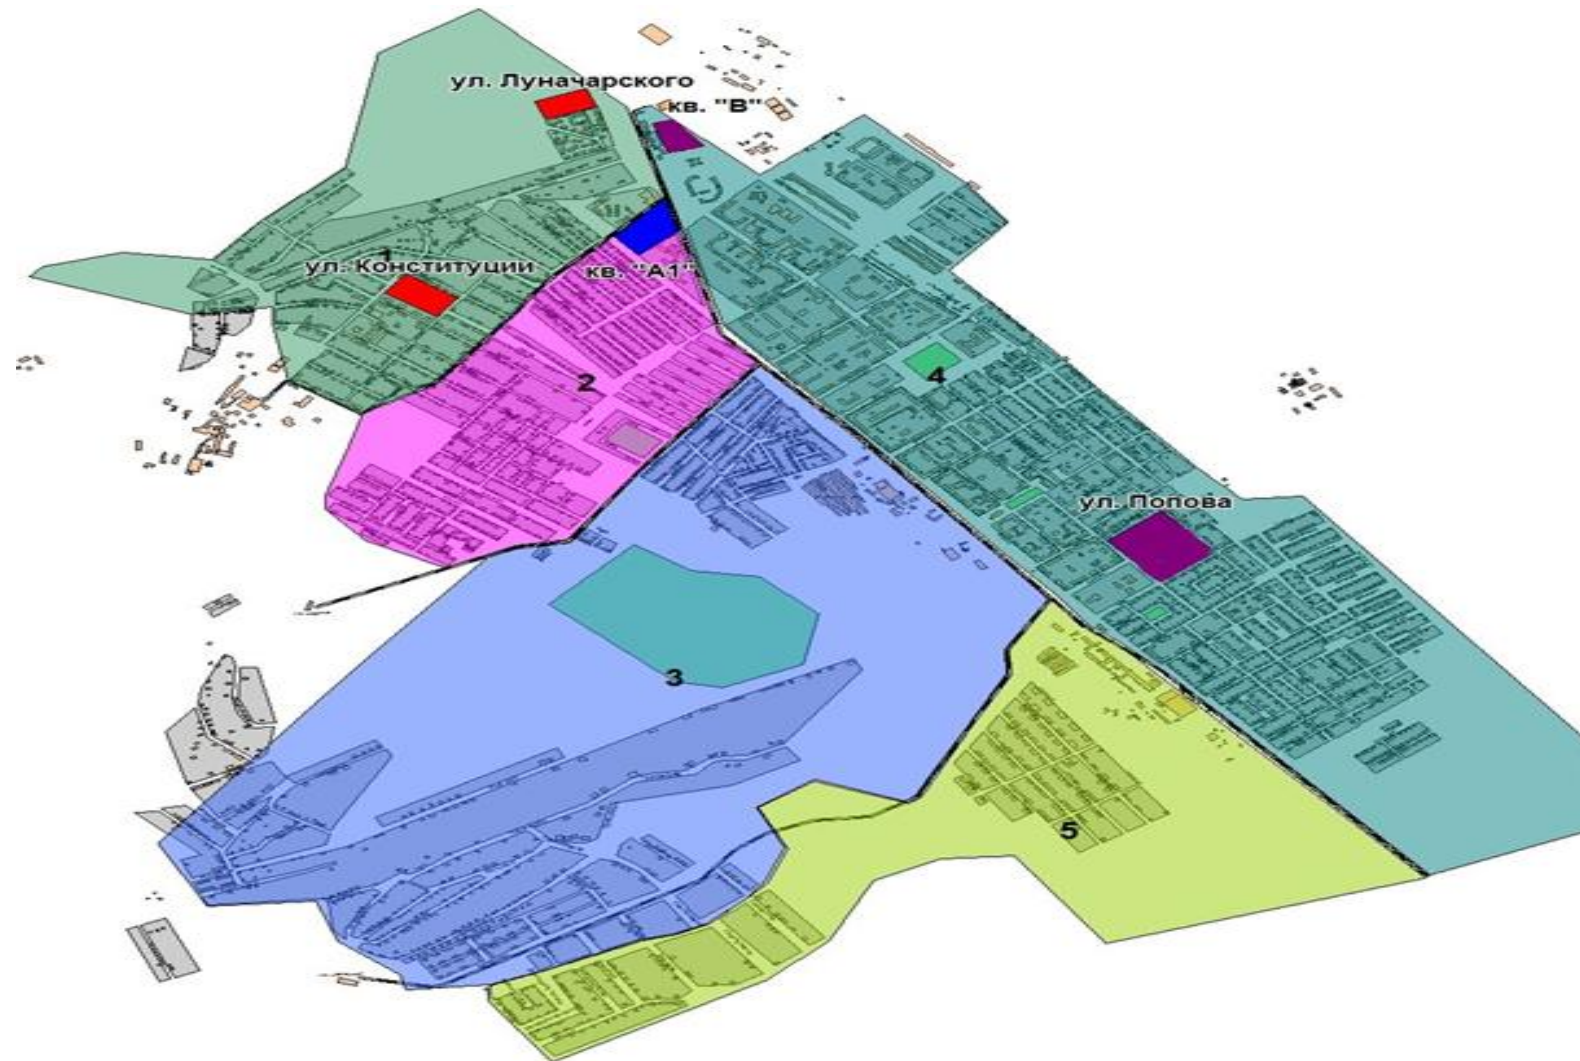 ул. Луначарского
кв. "В"
1
ул. Конституции
кв. "А1"
2
4
ул. Попова
3
5